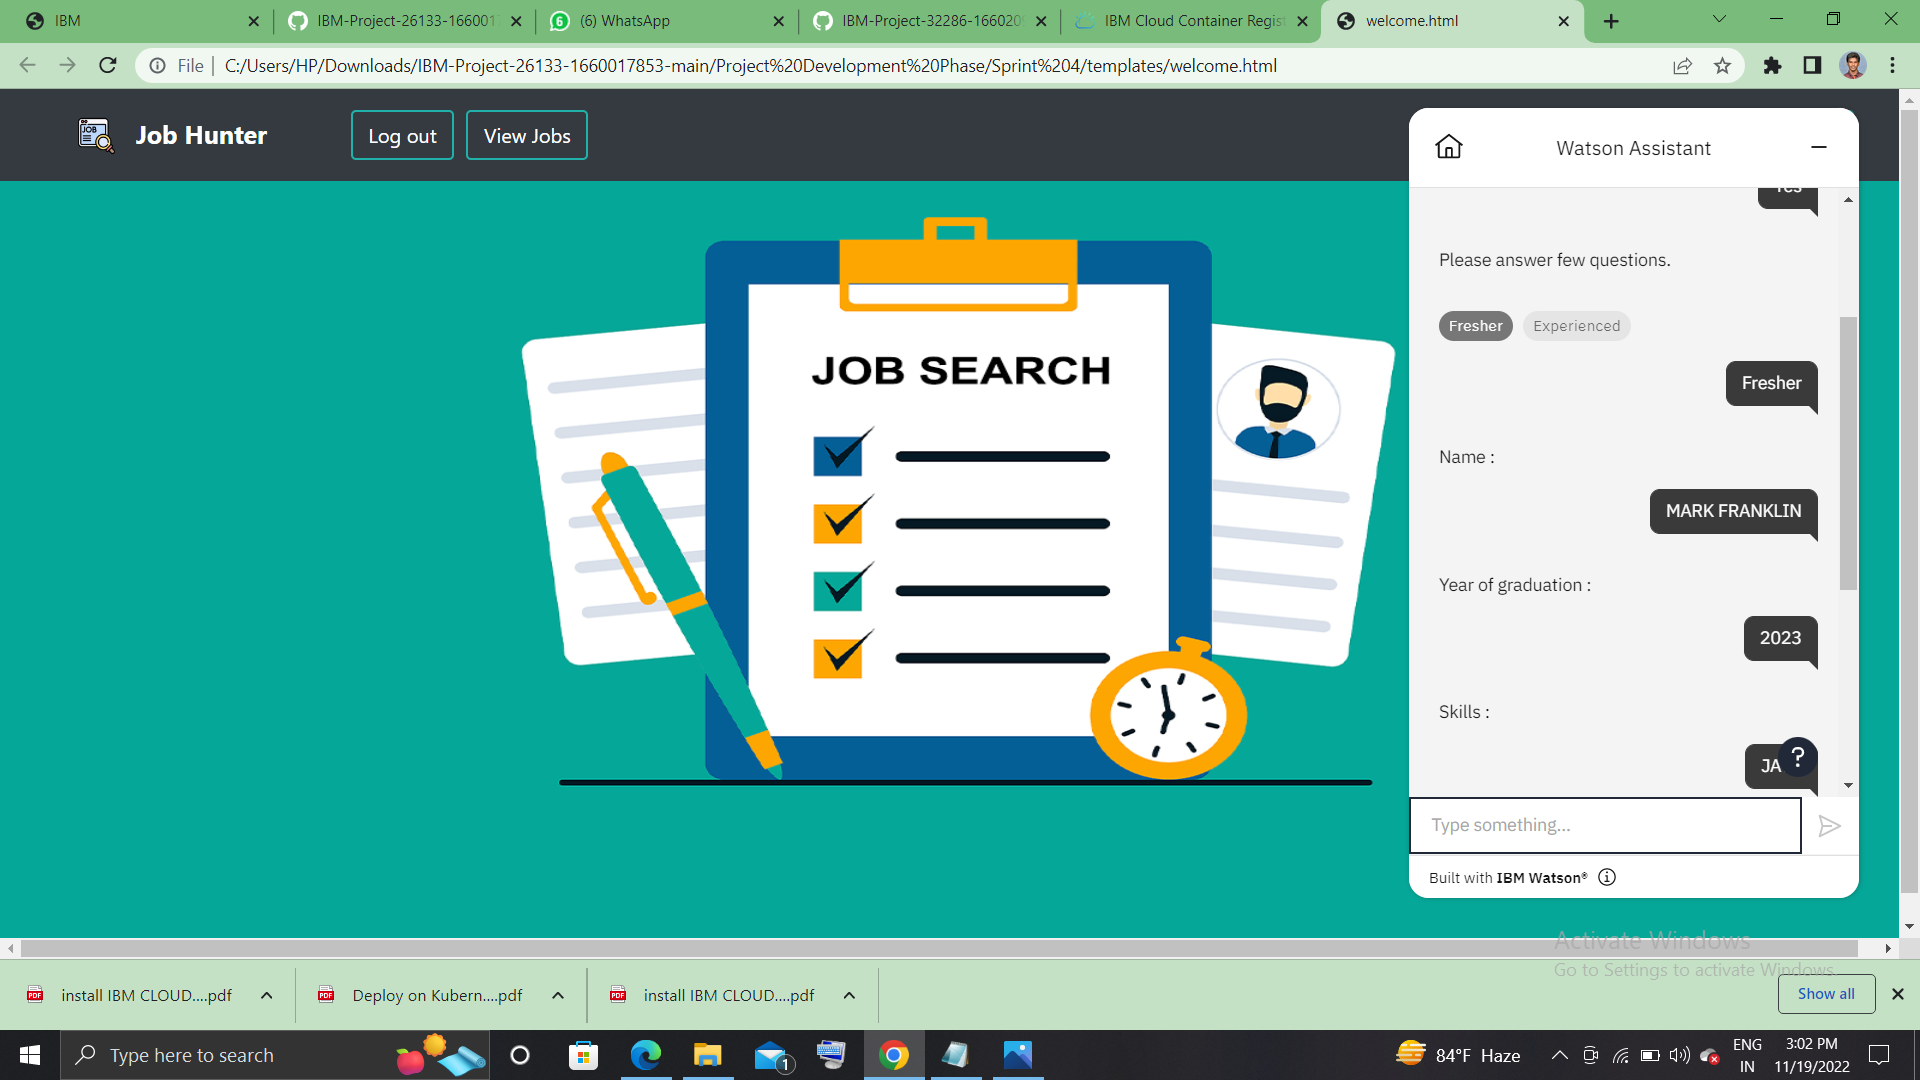 IBM
IBM-Project-26133-166001
(6) WhatsApp
IBM-Project-32286-166020
IBM Cloud Container Regis
welcome.html
File
C:/Users/HP/Downloads/IBM-Project-26133-1660017853-main/Project%20Development%20Phase/Sprint%204/templates/welcome.html
JOB
Job Hunter
Log out
View Jobs
Watson Assistant
Yes
Please answer few questions.
Fresher
Experienced
Fresher
Name :
MARK FRANKLIN
Year of graduation :
2023
Skills :
JA
?
Type something...
Built with IBM Watson®
JOB SEARCH
Activate Windows
Go to Settings to activate Windows.
install IBM CLOUD....pdf
Deploy on Kubern....pdf
install IBM CLOUD....pdf
Show all
Type here to search
1
84°F Haze
ENG
IN
3:02 PM
11/19/2022